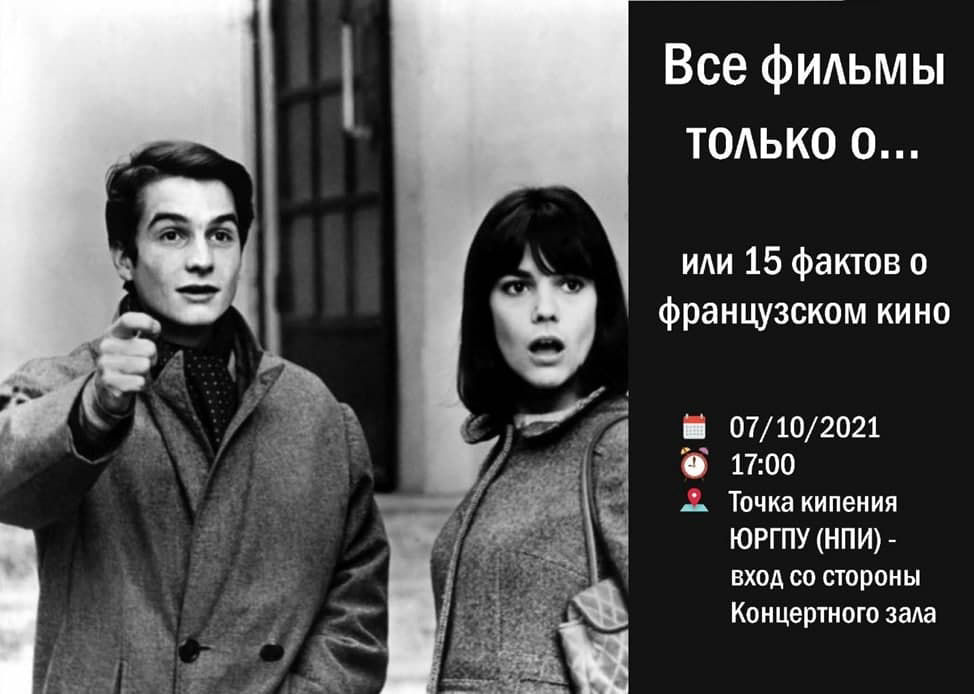 Все фильмы
только о...
или 15 фактов о
французском кино
07/10/2021
17:00
Точка кипения
ЮРГПУ (НПИ) -
вход со стороны
Концертного зала